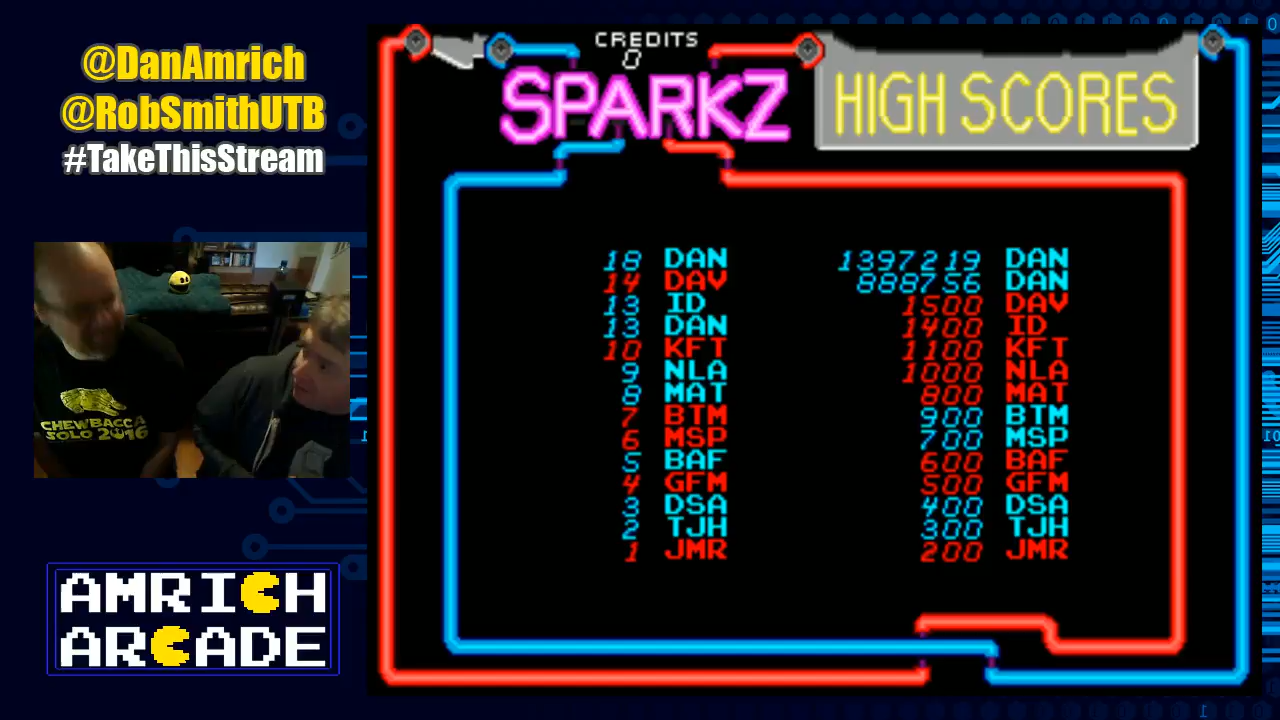 @DanAmrich
@RobSmithUTB
#TakeThisStream
CREDITS
0
SPARKZ
HIGH SCORES
18 DAN 1397219 DAN
14 DAV 888756 DAN
13 ID 1500 DAV
13 DAN 1400 ID
10 KFT 1100 KFT
9 NLA 1000 NLA
8 MAT 800 MAT
7 BTM 900 BTM
6 MSP 700 MSP
5 BAF 600 BAF
4 GFM 500 GFM
3 DSA 400 DSA
2 TJH 300 TJH
1 JMR 200 JMR
CHEWBACCA
SOLO 2016
AMRICH
ARCADE